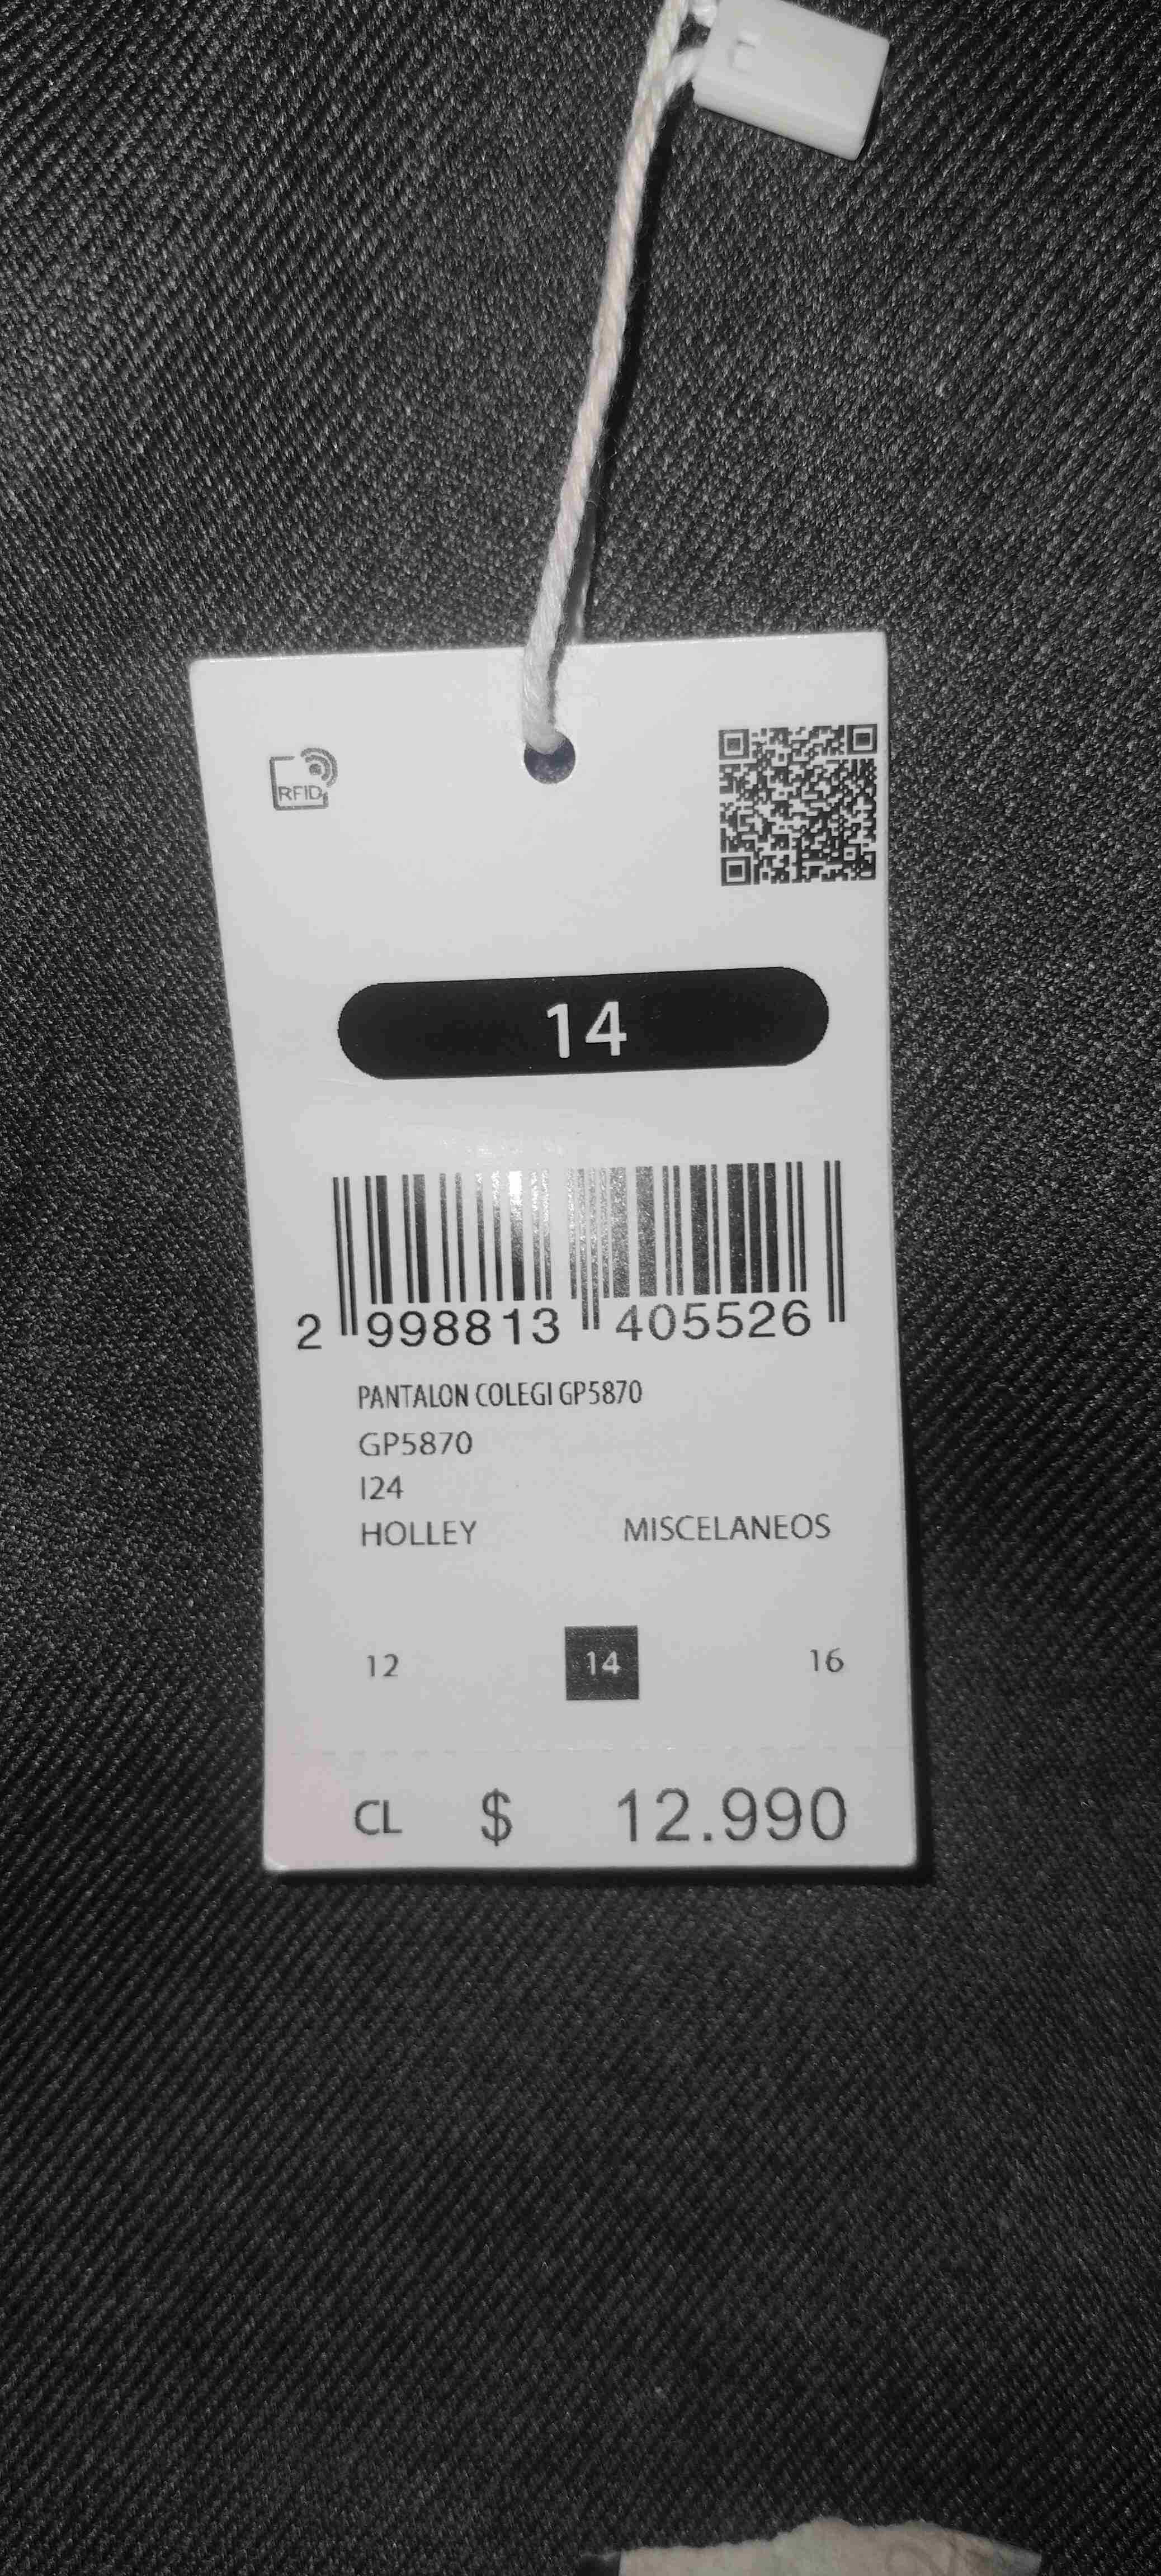 RFID
14
2 998813 405526
PANTALON COLEGI GP5870
GP5870
I24
HOLLEY MISCELANEOS
12 14 16
CL $ 12.990